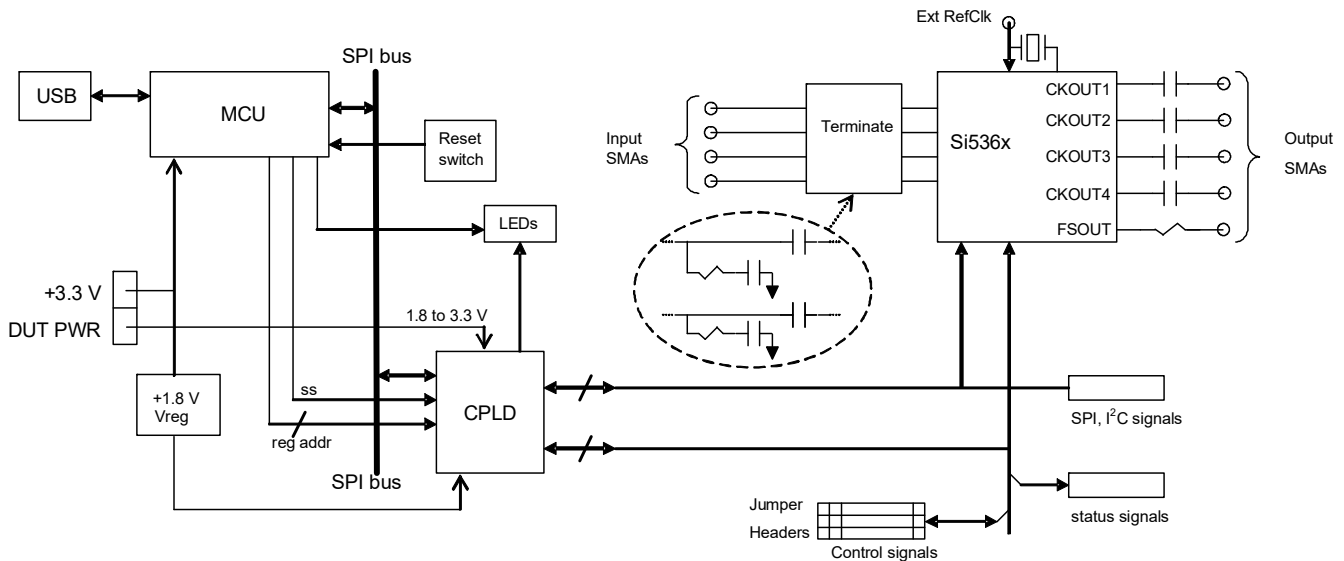 Ext RefClk
SPI bus
USB
MCU
Reset
switch
LEDs
Input
SMAs
Terminate
Si536x
CKOUT1
CKOUT2
CKOUT3
CKOUT4
FSOUT
Output
SMAs
+3.3 V
DUT PWR
1.8 to 3.3 V
+1.8 V
Vreg
ss
reg addr
CPLD
SPI bus
SPI, I²C signals
status signals
Jumper
Headers
Control signals